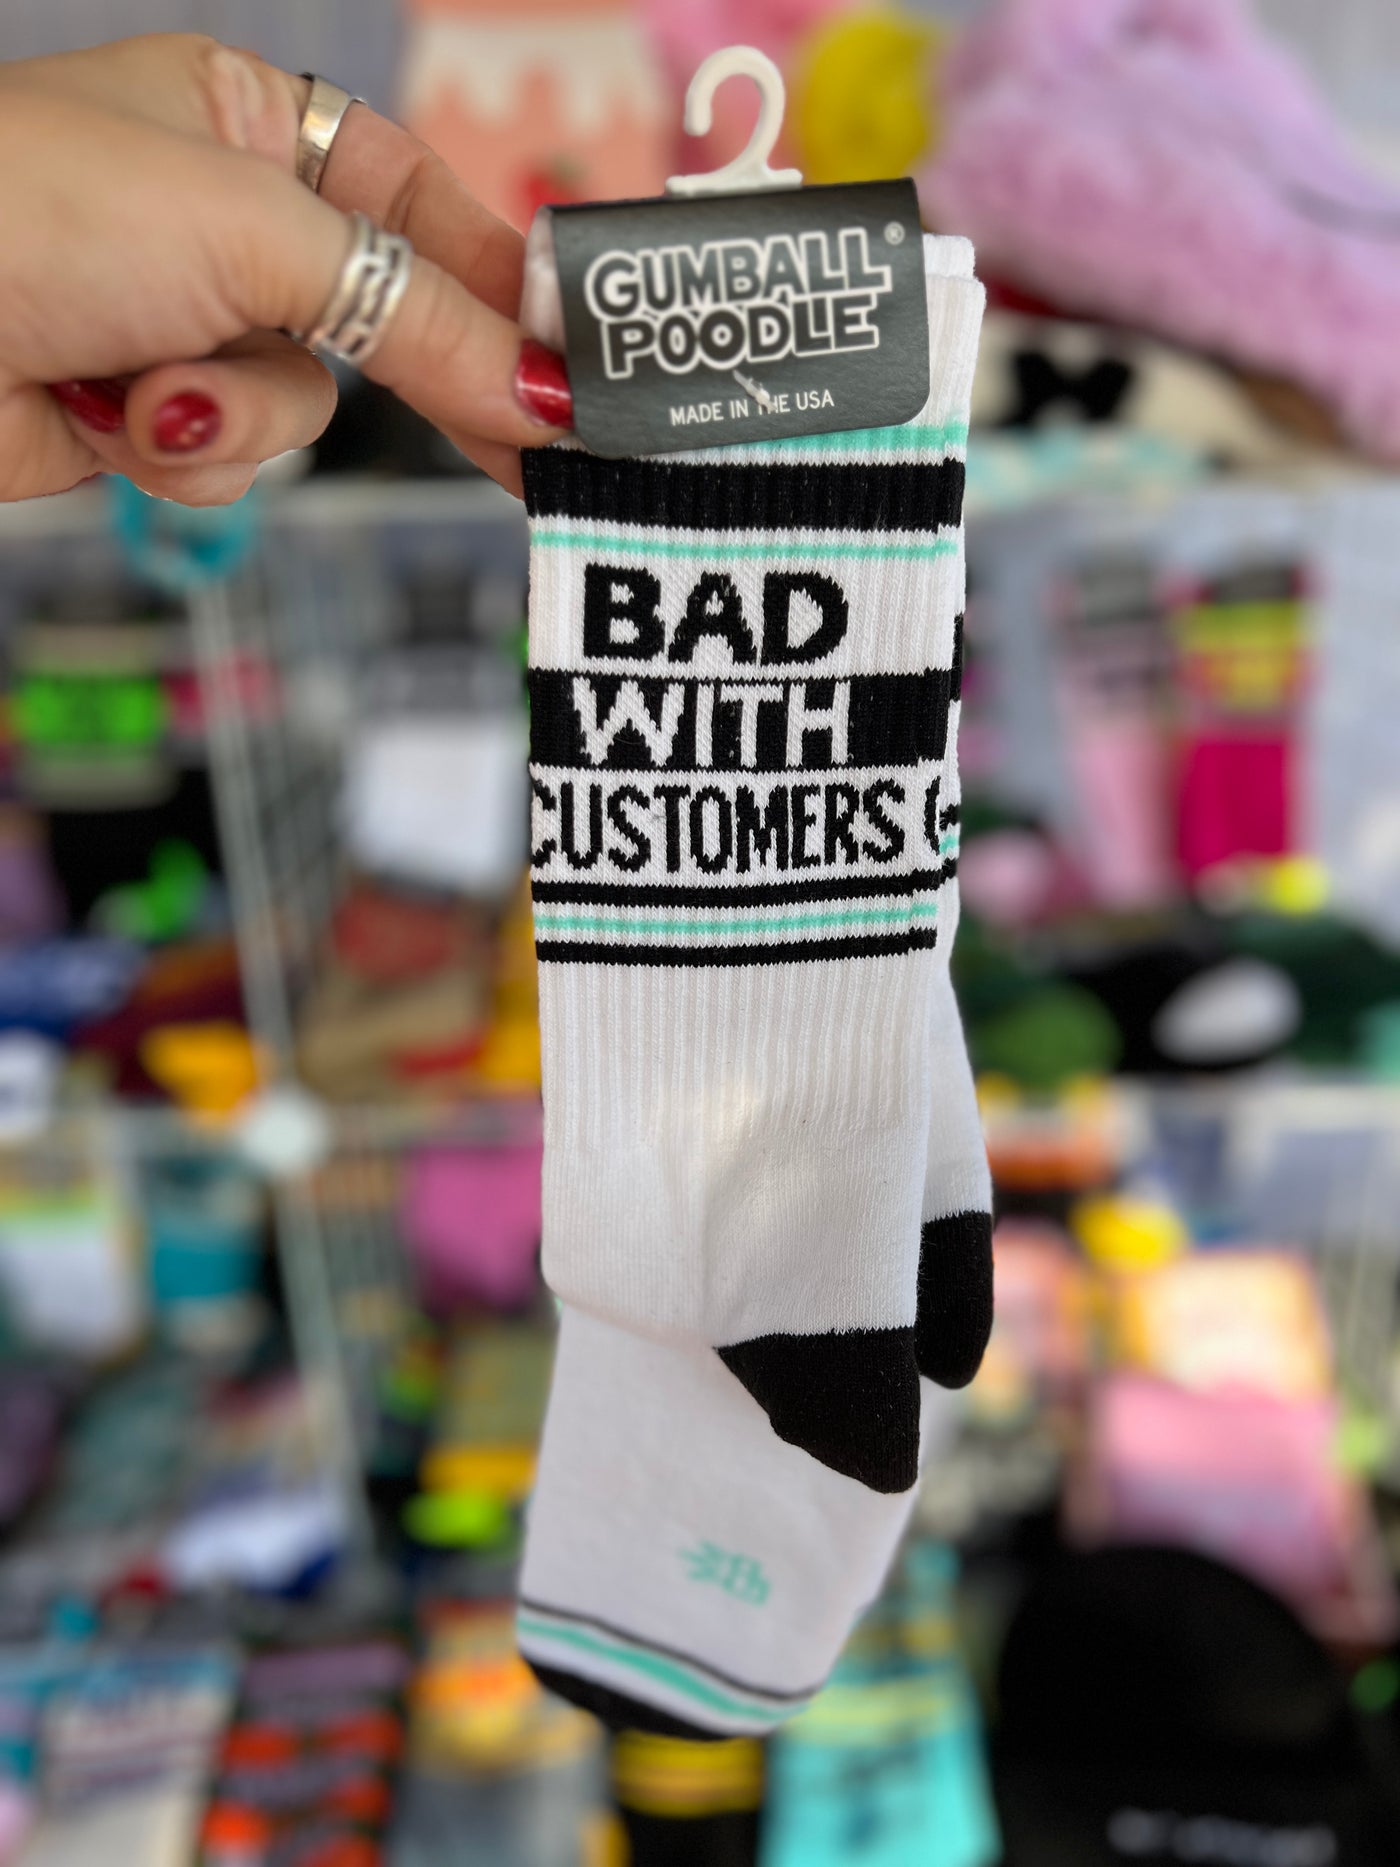 GUMBALL®
POODLE
MADE IN THE USA
BAD
WITH
CUSTOMERS